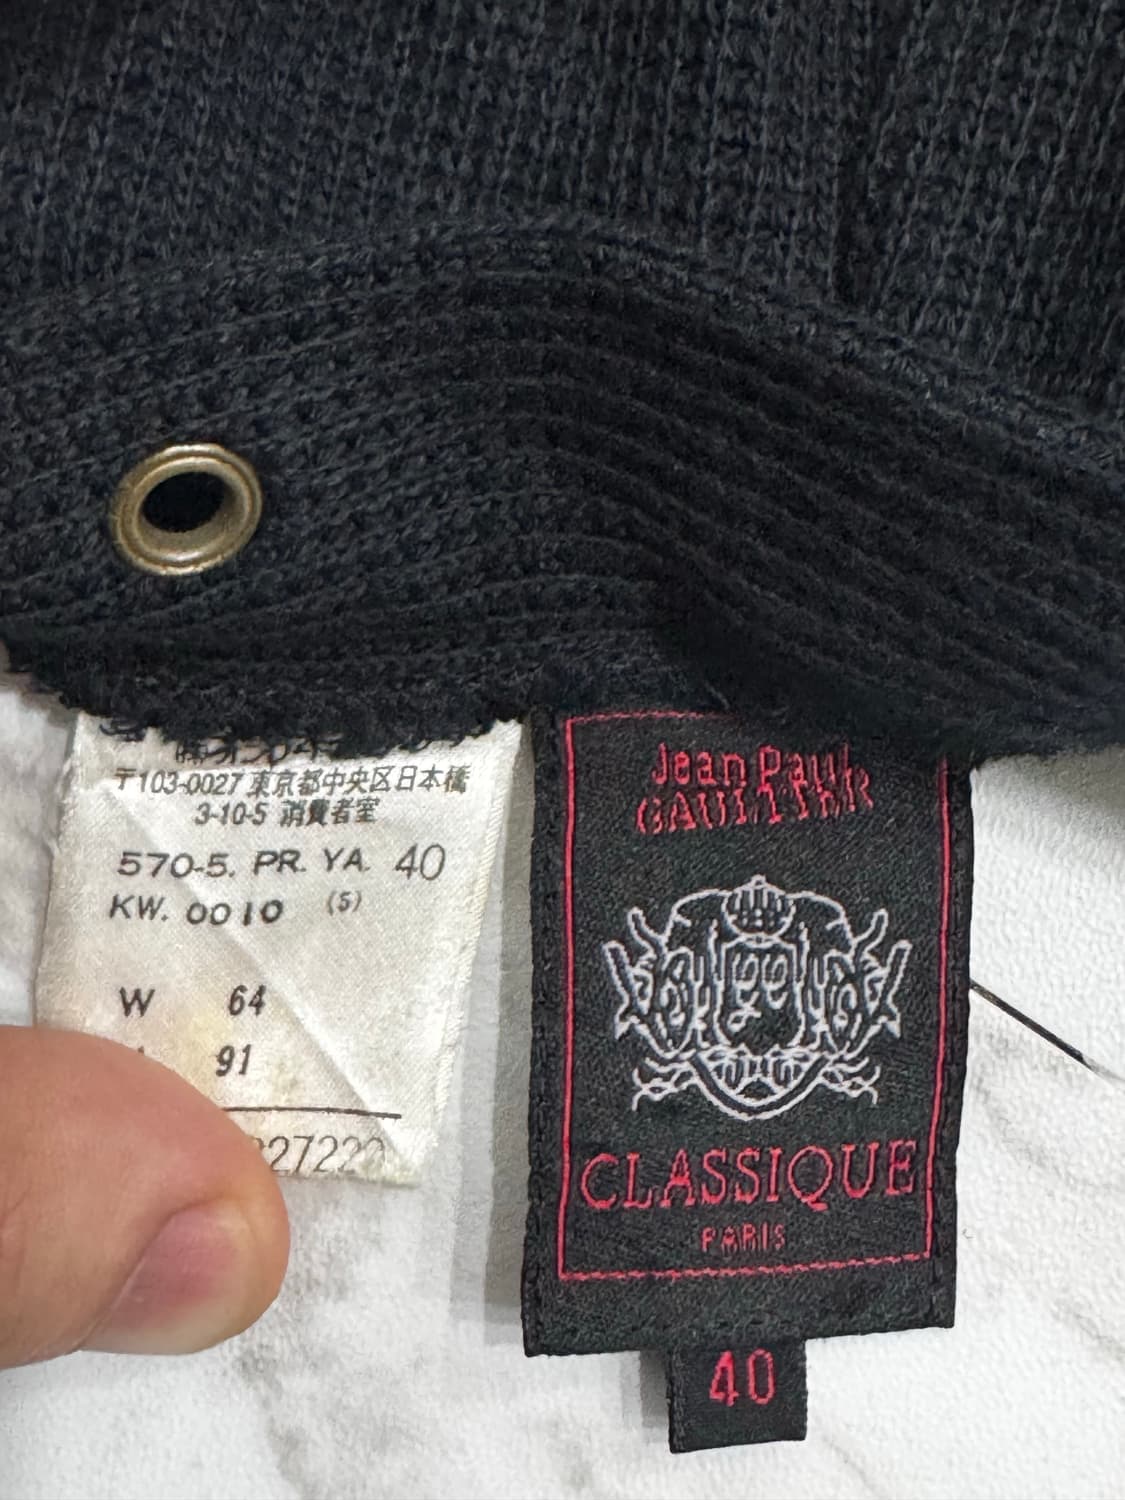 〒103-0027 東京都中央区日本橋
3-10-5 消費者室
570-5. PR. YA. 40
KW. 0010 (5)
W 64
91
27222
Jean Paul
GAULTIER
CLASSIQUE
PARIS
40